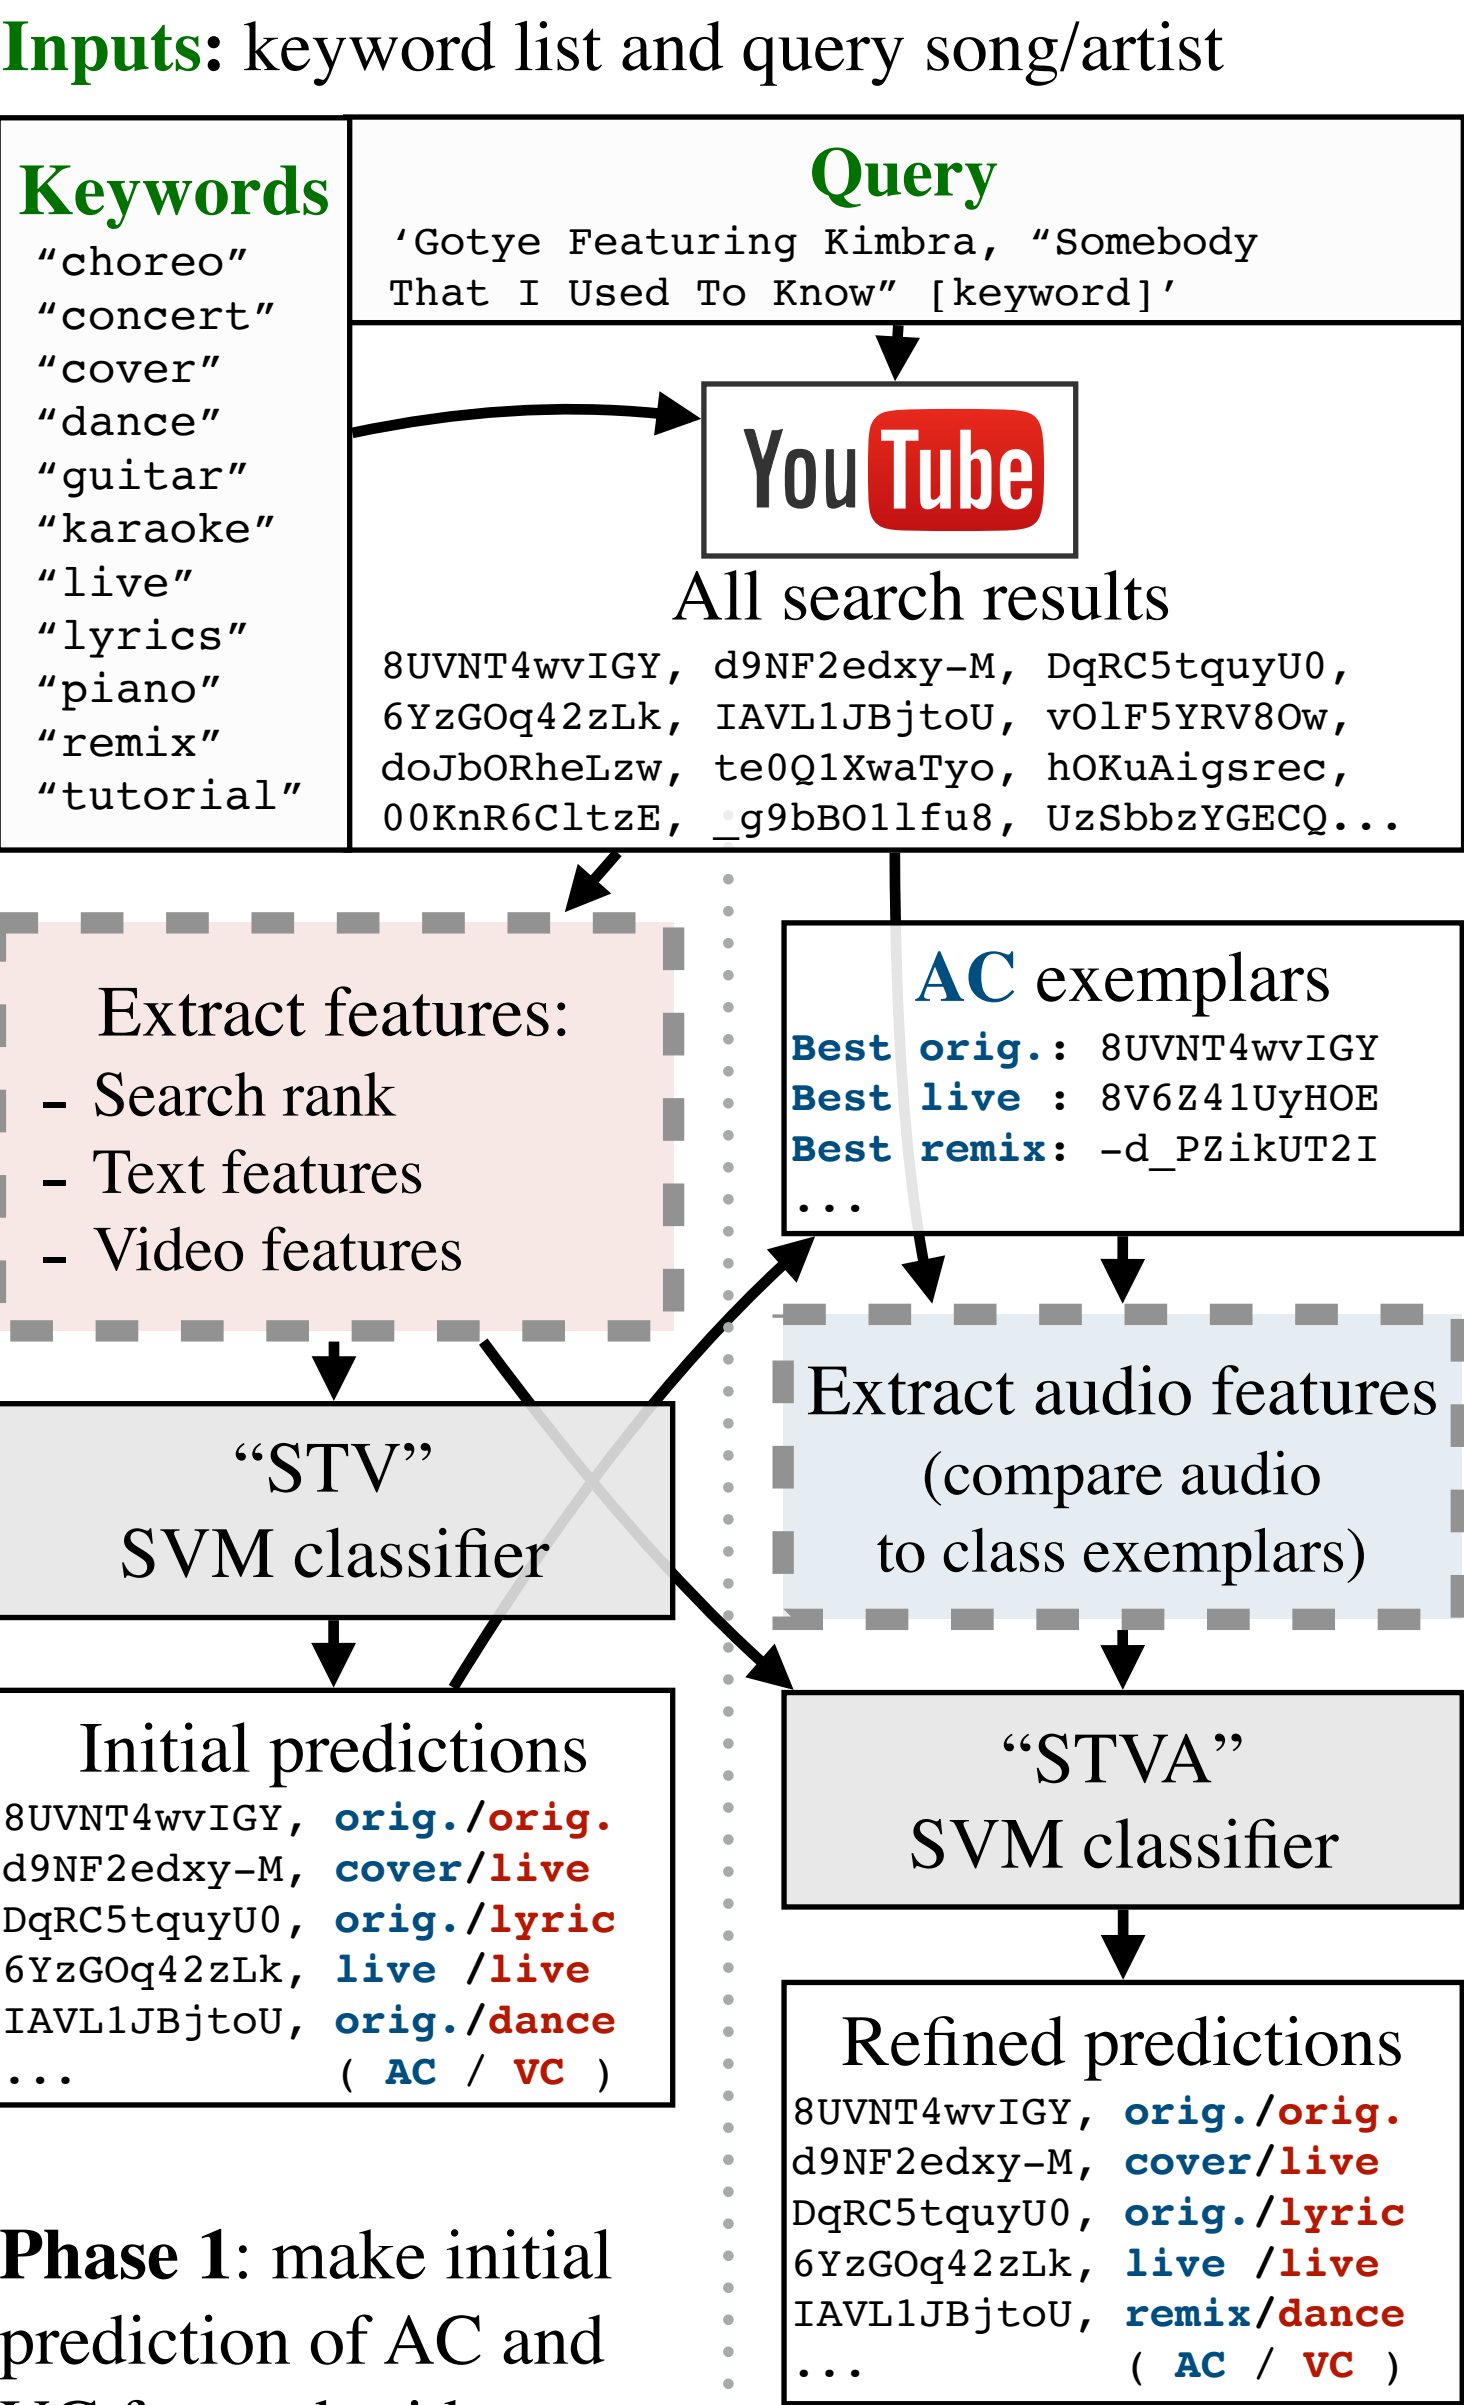 Inputs: keyword list and query song/artist
Keywords
“choreo”
“concert”
“cover”
“dance”
“guitar”
“karaoke”
“live”
“lyrics”
“piano”
“remix”
“tutorial”
Query
‘Gotye Featuring Kimbra, “Somebody
That I Used To Know” [keyword]’
YouTube
All search results
8UVNT4wvIGY, d9NF2edxy-M, DqRC5tquyU0,
6YzGOq42zLk, IAVL1JBjtoU, vOlF5YRV8Ow,
doJbORheLzw, te0Q1XwaTyo, hOKuAigsrec,
00KnR6CltzE, _g9bBO1lfu8, UzSbbzYGECQ...
Extract features:
- Search rank
- Text features
- Video features
“STV”
SVM classifier
Initial predictions
8UVNT4wvIGY, orig./orig.
d9NF2edxy-M, cover/live
DqRC5tquyU0, orig./lyric
6YzGOq42zLk, live /live
IAVL1JBjtoU, orig./dance
... ( AC / VC )
Phase 1: make initial
prediction of AC and
AC exemplars
Best orig.: 8UVNT4wvIGY
Best live : 8V6Z41UyHOE
Best remix: -d_PZikUT2I
...
Extract audio features
(compare audio
to class exemplars)
“STVA”
SVM classifier
Refined predictions
8UVNT4wvIGY, orig./orig.
d9NF2edxy-M, cover/live
DqRC5tquyU0, orig./lyric
6YzGOq42zLk, live /live
IAVL1JBjtoU, remix/dance
... ( AC / VC )